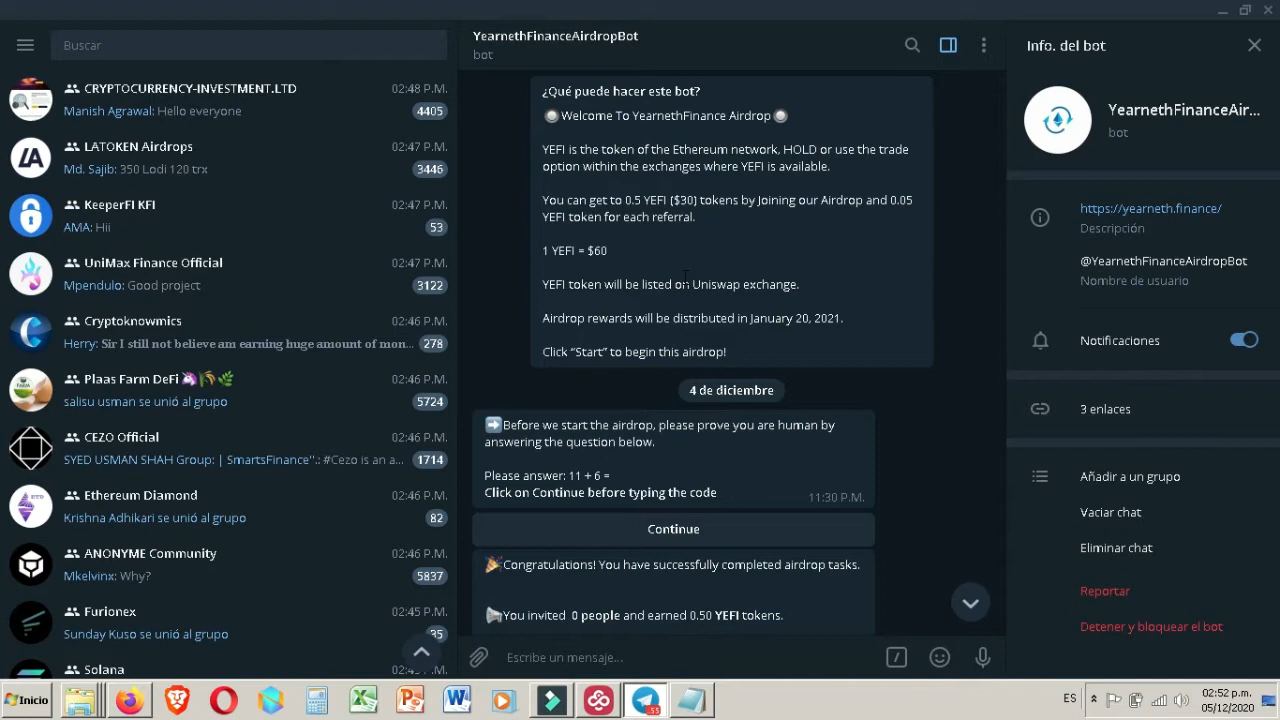 Buscar
CRYPTOCURRENCY-INVESTMENT.LTD 02:48 P.M.
Manish Agrawal: Hello everyone 4405
LATOKEN Airdrops 02:47 P.M.
Md. Sajib: 350 Lodi 120 trx 3446
KeeperFI KFI 02:47 P.M.
AMA: Hii 53
UniMax Finance Official 02:47 P.M.
Mpendulo: Good project 3122
Cryptoknowmics 02:46 P.M.
Herry: Sir I still not believe am earning huge amount of mon... 278
Plaas Farm DeFi 🦄🌾🌿 02:46 P.M.
salisu usman se unió al grupo 5724
CEZO Official 02:46 P.M.
SYED USMAN SHAH Group: | SmartsFinance'':: #Cezo is an a... 1714
Ethereum Diamond 02:46 P.M.
Krishna Adhikari se unió al grupo 82
ANONYME Community 02:46 P.M.
Mkelvinx: Why? 5837
Furionex 02:45 P.M.
Sunday Kuso se unió al grupo
Solana
YearnethFinanceAirdropBot
bot
¿Qué puede hacer este bot?
Welcome To YearnethFinance Airdrop
YEFI is the token of the Ethereum network, HOLD or use the trade
option within the exchanges where YEFI is available.
You can get to 0.5 YEFI ($30) tokens by Joining our Airdrop and 0.05
YEFI token for each referral.
1 YEFI = $60
YEFI token will be listed on Uniswap exchange.
Airdrop rewards will be distributed in January 20, 2021.
Click “Start” to begin this airdrop!
4 de diciembre
➡️Before we start the airdrop, please prove you are human by
answering the question below.
Please answer: 11 + 6 =
Click on Continue before typing the code 11:30 P.M.
Continue
🎉Congratulations! You have successfully completed airdrop tasks.
You invited 0 people and earned 0.50 YEFI tokens.
Escribe un mensaje...
Info. del bot
YearnethFinanceAir...
bot
https://yearneth.finance/
Descripción
@YearnethFinanceAirdropBot
Nombre de usuario
Notificaciones
3 enlaces
Añadir a un grupo
Vaciar chat
Eliminar chat
Reportar
Detener y bloquear el bot
Inicio
ES
02:52 p.m.
05/12/2020